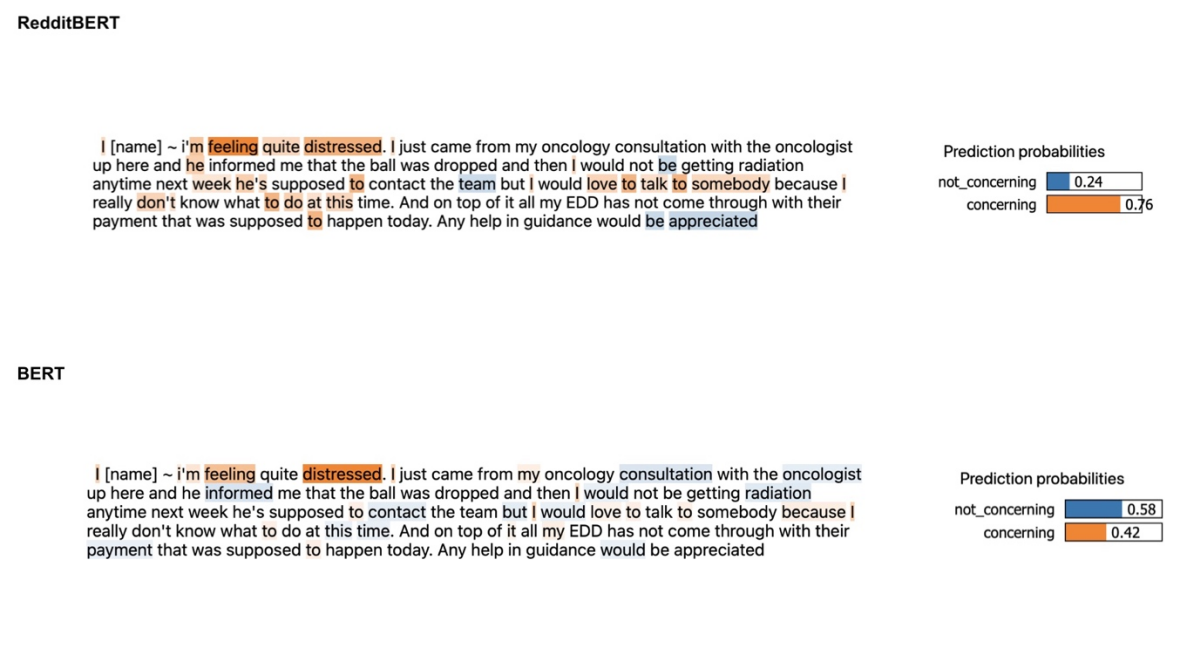 RedditBERT
I [name] ~ i'm feeling quite distressed. I just came from my oncology consultation with the oncologist
up here and he informed me that the ball was dropped and then I would not be getting radiation
anytime next week he's supposed to contact the team but I would love to talk to somebody because I
really don't know what to do at this time. And on top of it all my EDD has not come through with their
payment that was supposed to happen today. Any help in guidance would be appreciated
Prediction probabilities
not_concerning 0.24
concerning 0.76
BERT
I [name] ~ i'm feeling quite distressed. I just came from my oncology consultation with the oncologist
up here and he informed me that the ball was dropped and then I would not be getting radiation
anytime next week he's supposed to contact the team but I would love to talk to somebody because I
really don't know what to do at this time. And on top of it all my EDD has not come through with their
payment that was supposed to happen today. Any help in guidance would be appreciated
Prediction probabilities
not_concerning 0.58
concerning 0.42